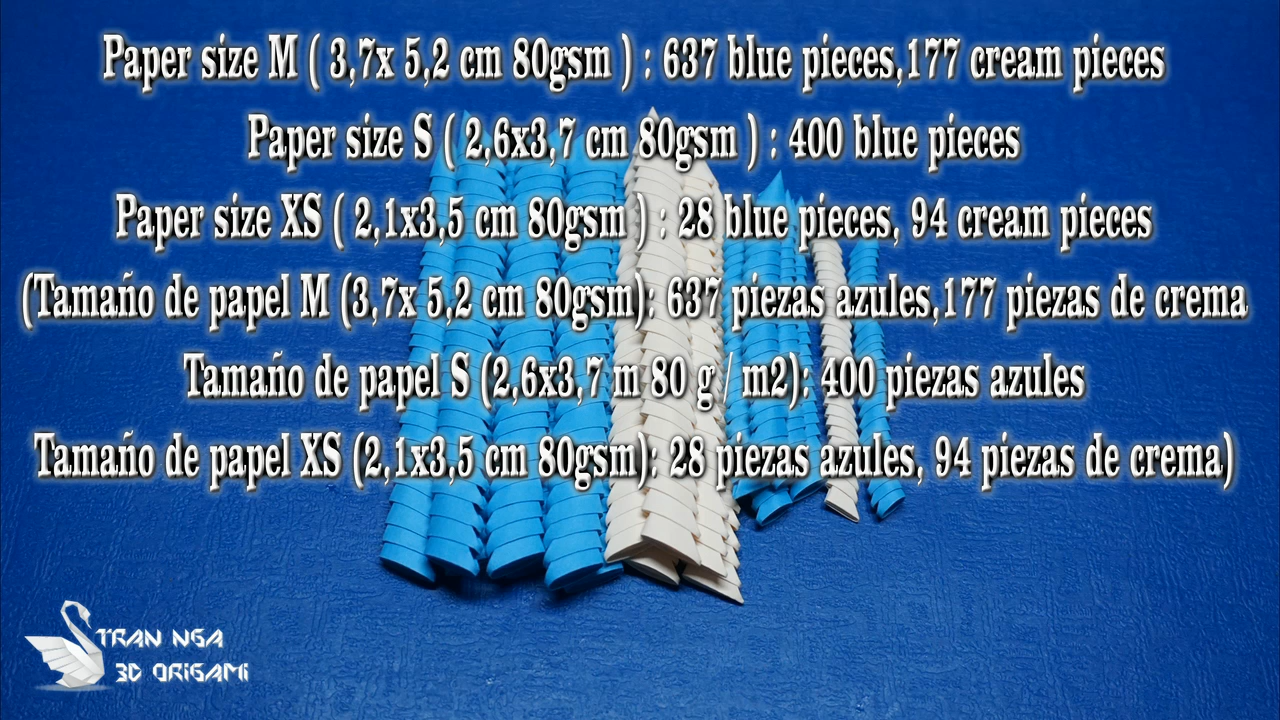 Paper size M ( 3,7x 5,2 cm 80gsm ) : 637 blue pieces,177 cream pieces
Paper size S ( 2,6x3,7 cm 80gsm ) : 400 blue pieces
Paper size XS ( 2,1x3,5 cm 80gsm ) : 28 blue pieces, 94 cream pieces
(Tamaño de papel M (3,7x 5,2 cm 80gsm): 637 piezas azules,177 piezas de crema
Tamaño de papel S (2,6x3,7 m 80 g / m2): 400 piezas azules
Tamaño de papel XS (2,1x3,5 cm 80gsm): 28 piezas azules, 94 piezas de crema)
TRAN NGA
3D ORIGAMI